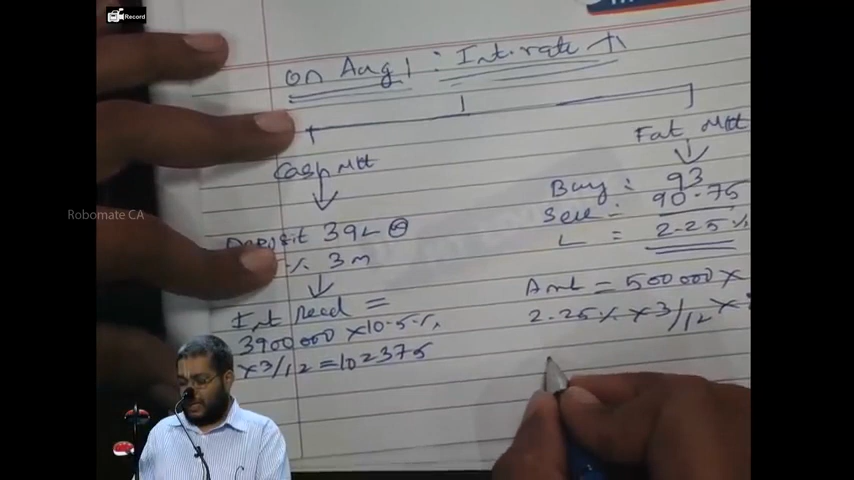 Record
on Aug 1 : Int. rate ↑
Cash Mkt
Fut Mkt
Deposit 39L @
% 3m
Int Recd =
3900000 x 10.5%
x 3/12 = 102375
Buy : 93
Sell : 90.75
L = 2.25%
Amt = 500000 x
2.25% x 3/12 x
Robomate CA